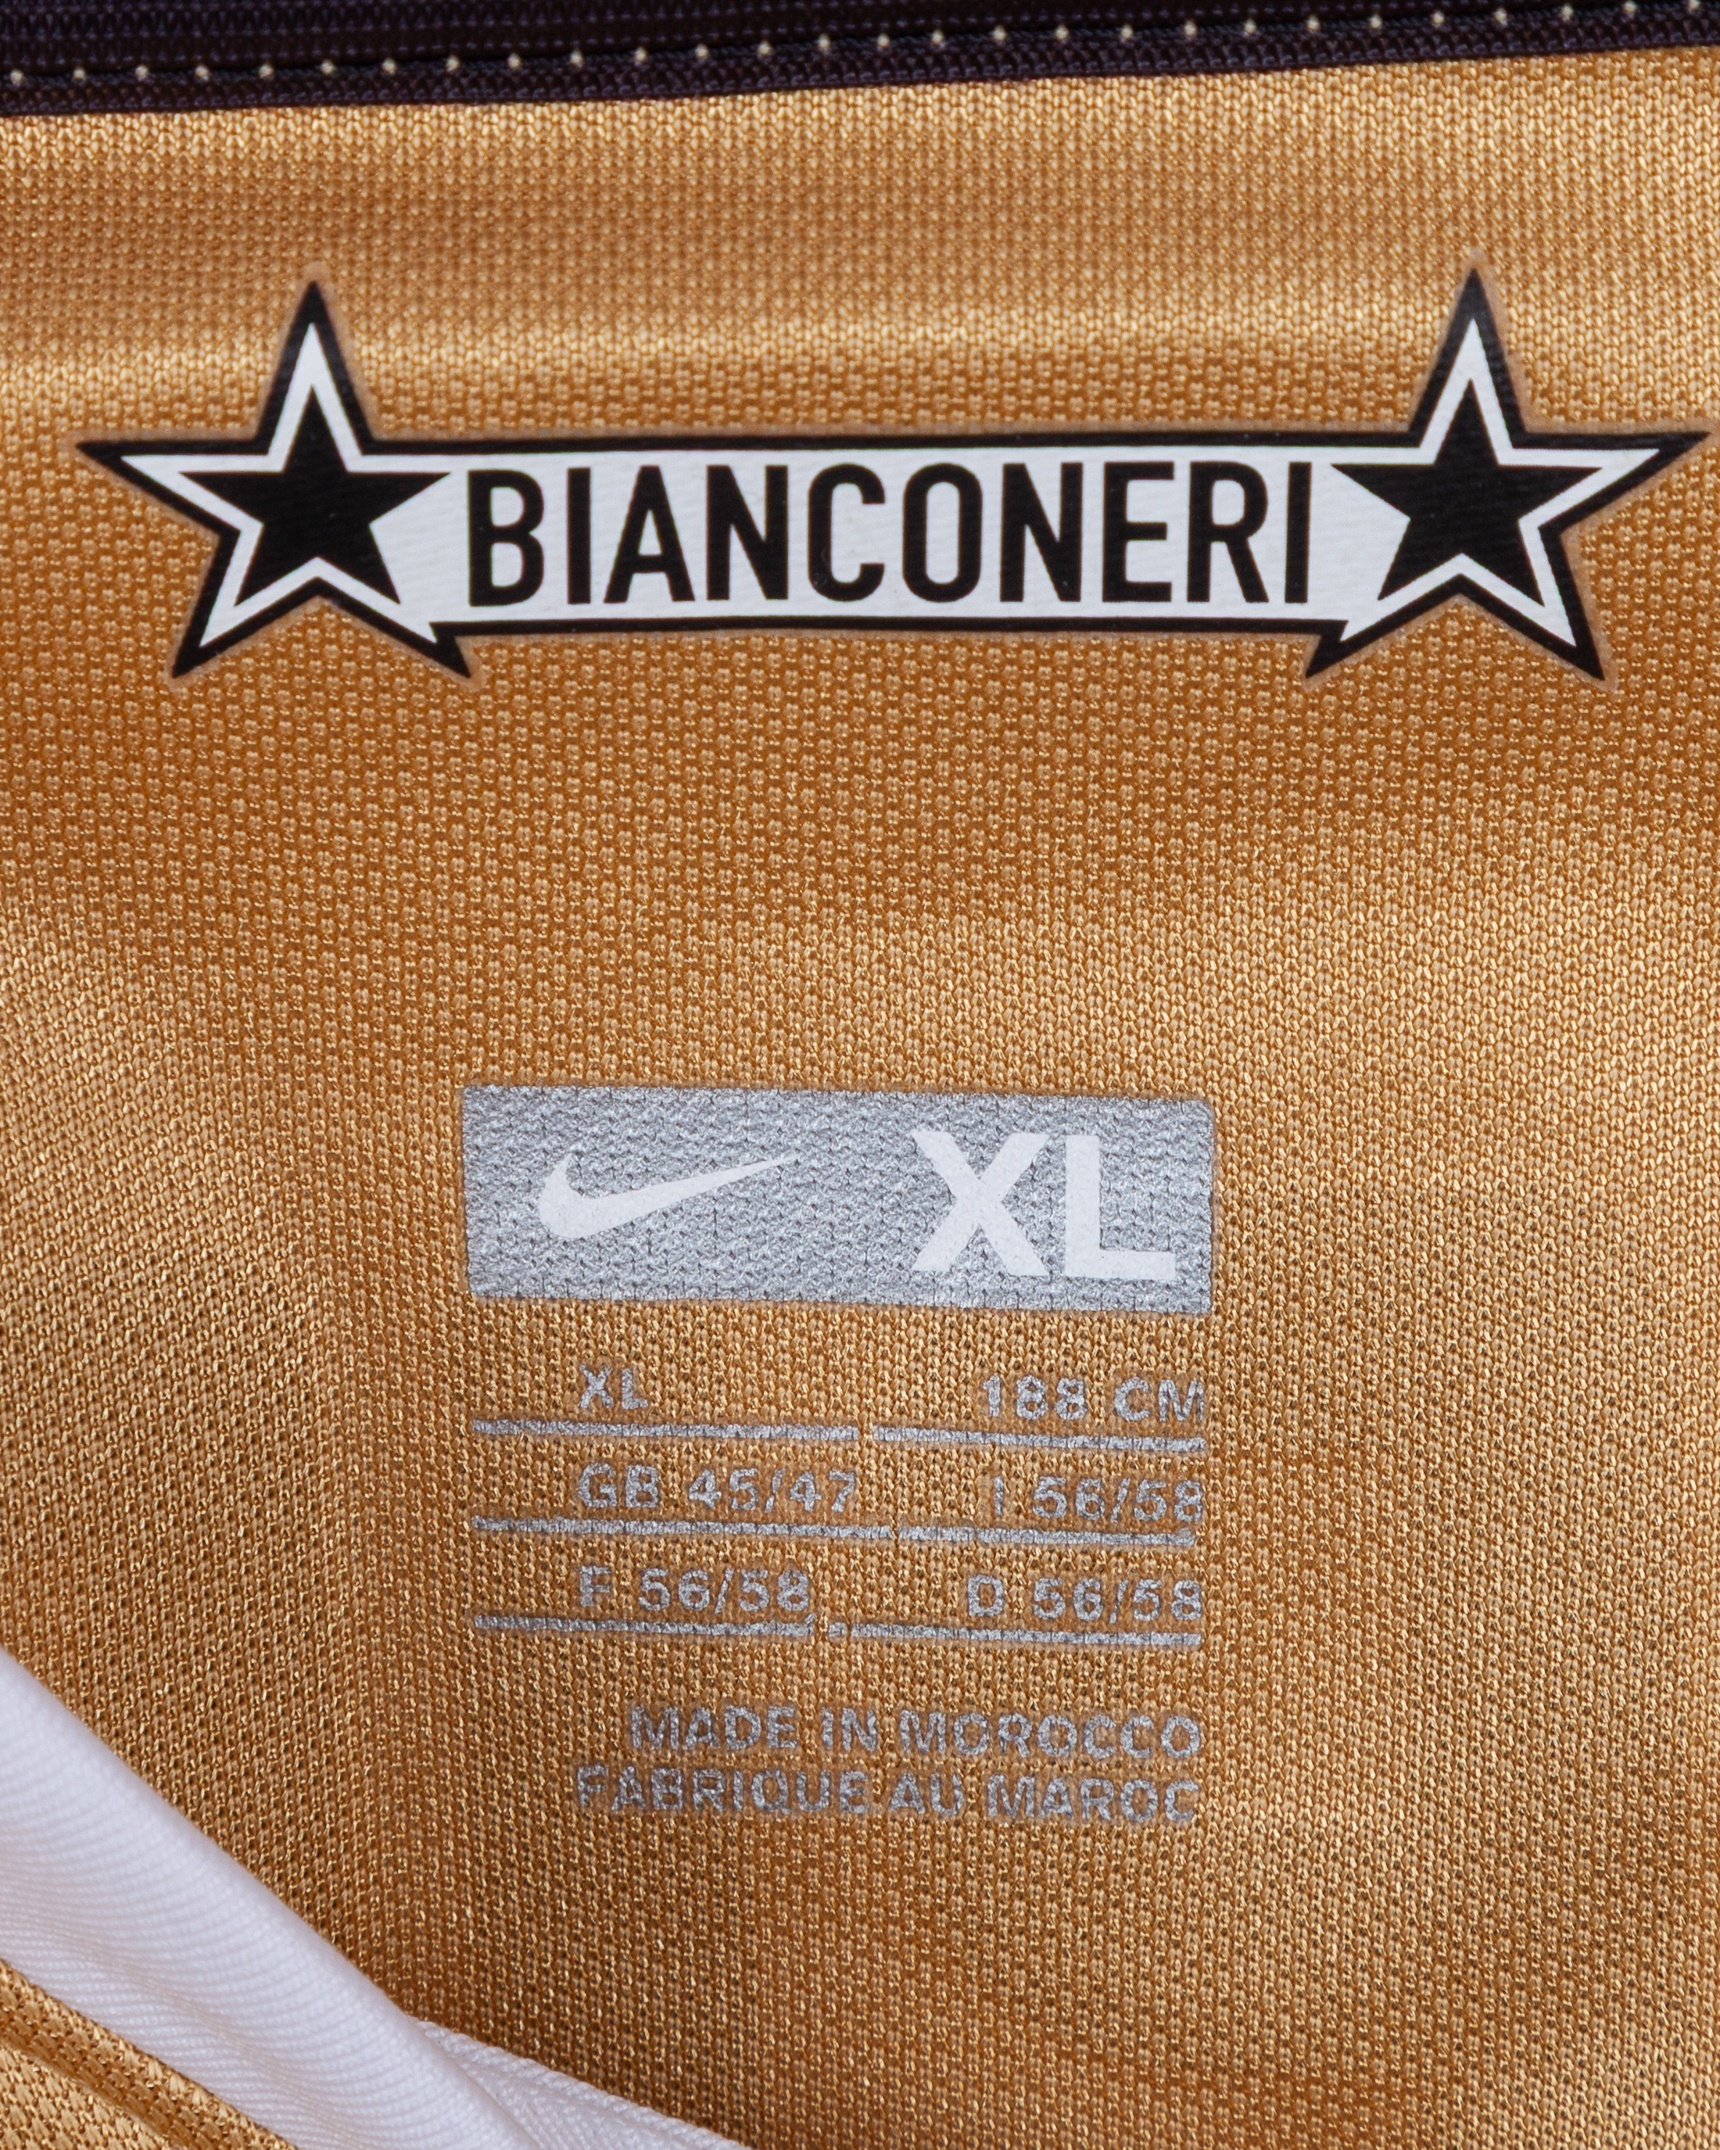 BIANCONERI
XL
XL 188 CM
GB 45/47 I 56/58
F 56/58 D 56/58
MADE IN MOROCCO
FABRIQUE AU MAROC